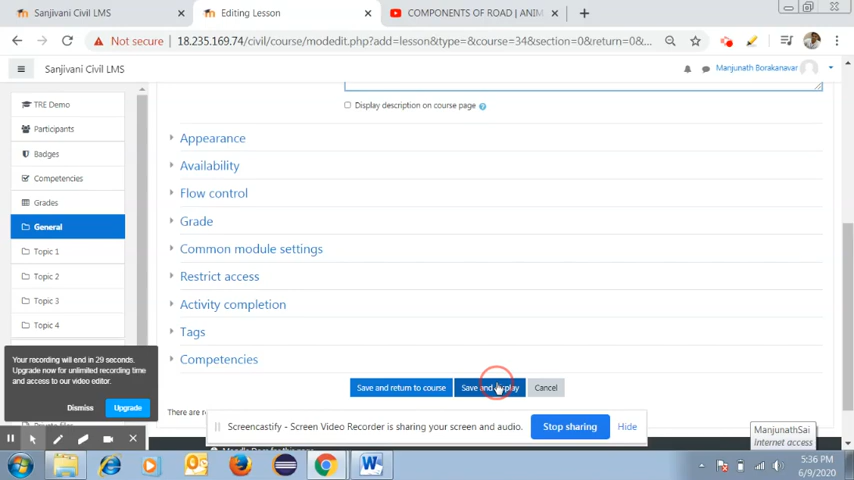 Sanjivani Civil LMS
Editing Lesson
COMPONENTS OF ROAD | ANIM
Not secure
18.235.169.74/civil/course/modedit.php?add=lesson&type=&course=34&section=0&return=0&...
Sanjivani Civil LMS
Manjunath Borakanavar
TRE Demo
Participants
Badges
Competencies
Grades
General
Topic 1
Topic 2
Topic 3
Topic 4
Display description on course page
Appearance
Availability
Flow control
Grade
Common module settings
Restrict access
Activity completion
Tags
Competencies
Save and return to course
Save and display
Cancel
There are re
Your recording will end in 29 seconds.
Upgrade now for unlimited recording time
and access to our video editor.
Dismiss
Upgrade
Screencastify - Screen Video Recorder is sharing your screen and audio.
Stop sharing
Hide
ManjunathSai
Internet access
5:36 PM
6/9/2020